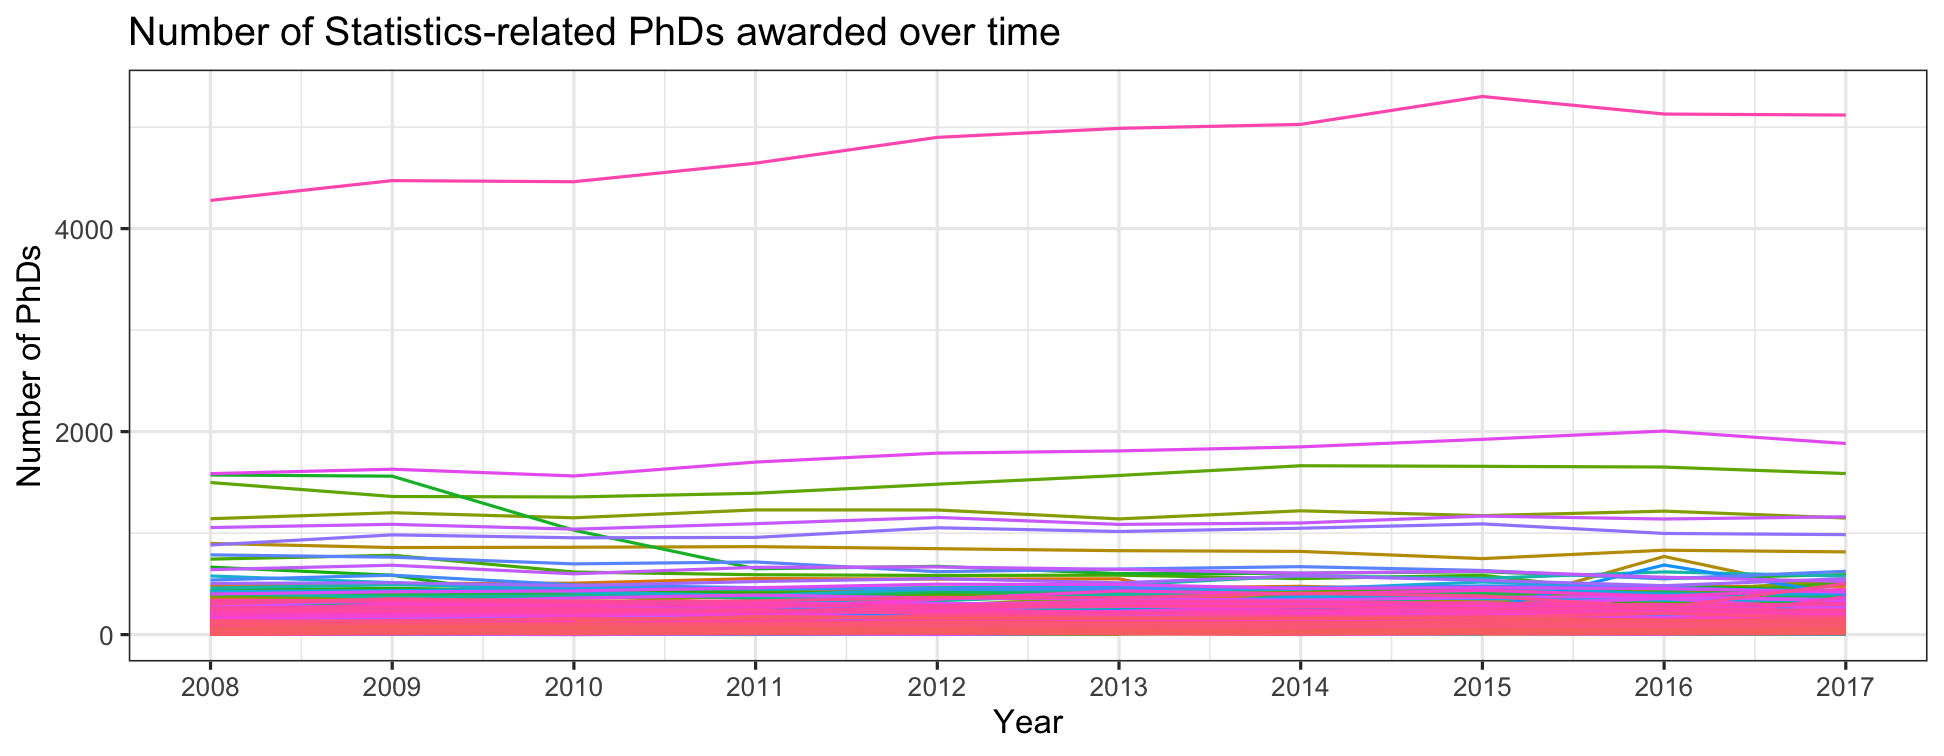 Number of Statistics-related PhDs awarded over time
Number of PhDs
4000
2000
0
2008 2009 2010 2011 2012 2013 2014 2015 2016 2017
Year